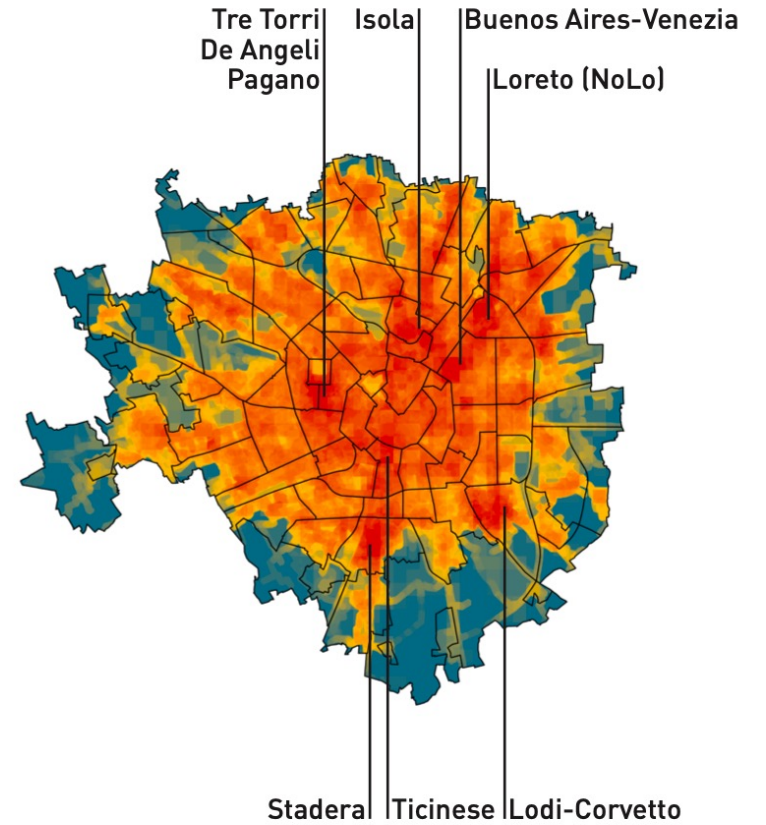 Tre Torri
De Angeli
Pagano
Isola
Buenos Aires-Venezia
Loreto (NoLo)
Stadera
Ticinese
Lodi-Corvetto